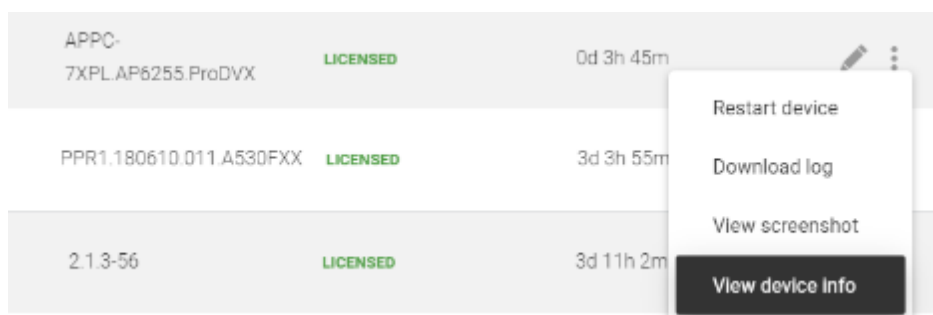 APPC-
7XPL.AP6255.ProDVX LICENSED 0d 3h 45m
Restart device
PPR1.180610.011.A530FXX LICENSED 3d 3h 55m
Download log
View screenshot
2.1.3-56 LICENSED 3d 11h 2m
View device info